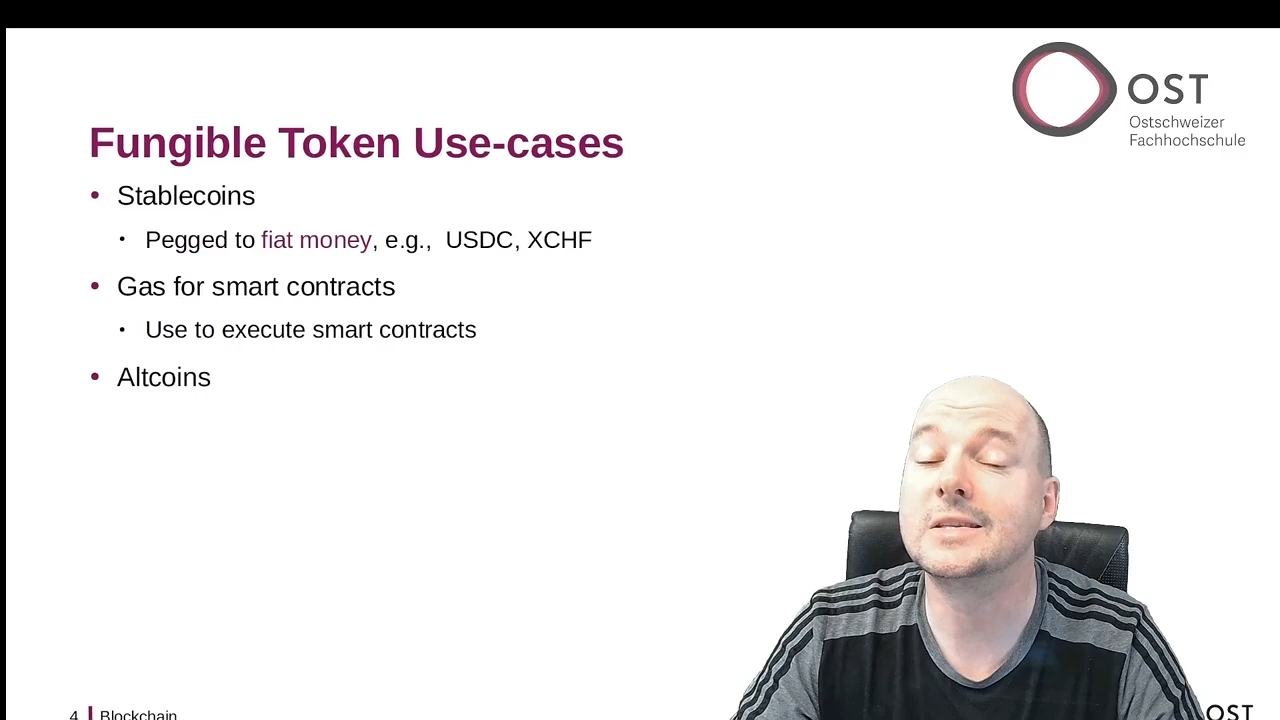 OST
Ostschweizer
Fachhochschule
Fungible Token Use-cases
• Stablecoins
• Pegged to fiat money, e.g.,  USDC, XCHF
• Gas for smart contracts
• Use to execute smart contracts
• Altcoins
4 Blockchain
OST